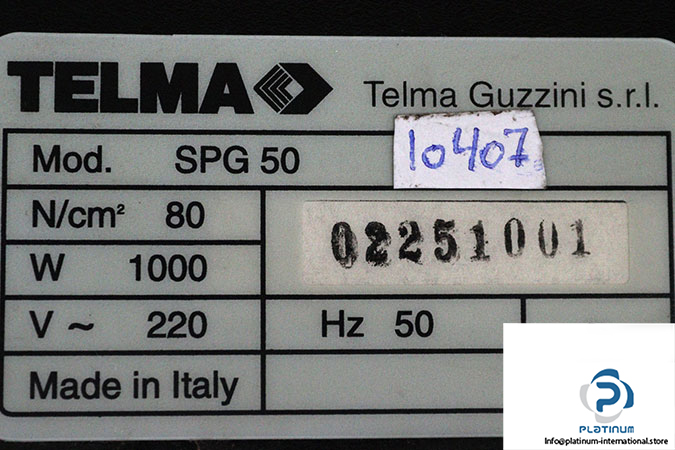 TELMA
Telma Guzzini s.r.l.
Mod. SPG 50
10407
N/cm² 80
02251001
W 1000
V ~ 220
Hz 50
Made in Italy
PLATINUM
Info@platinum-international.store